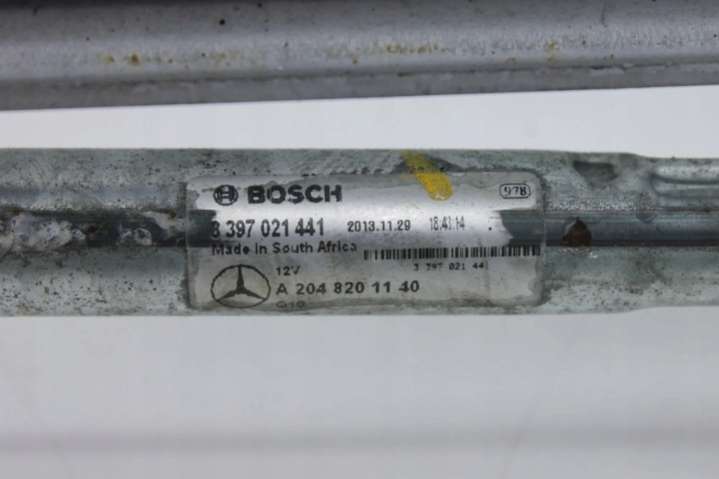 BOSCH
978
3 397 021 441 2013.11.29 18:41:14
Made in South Africa
3 397 021 44
12V
A 204 820 11 40